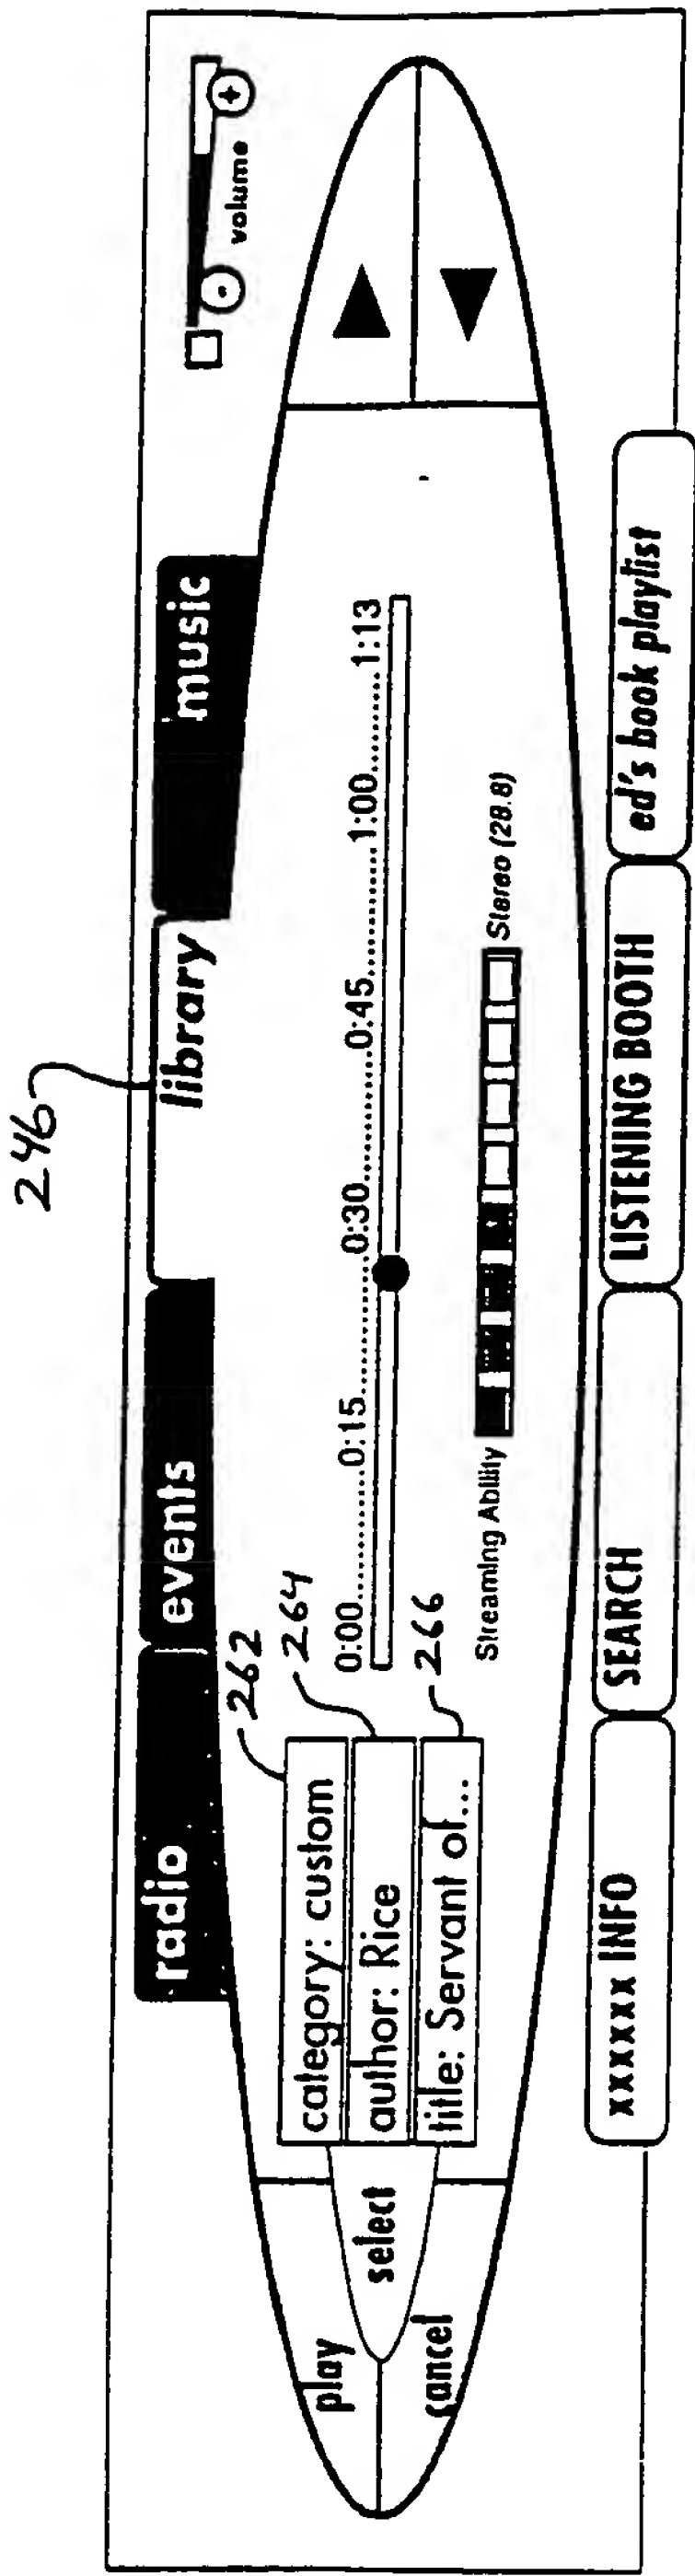 246
radio
events
library
music
-
+
volume
262
264
266
play
select
cancel
category: custom
author: Rice
title: Servant of...
0:00..........0:15..........0:30..........0:45..........1:00..........1:13
Streaming Ability
Stereo (28.8)
xxxxxx INFO
SEARCH
LISTENING BOOTH
ed's book playlist